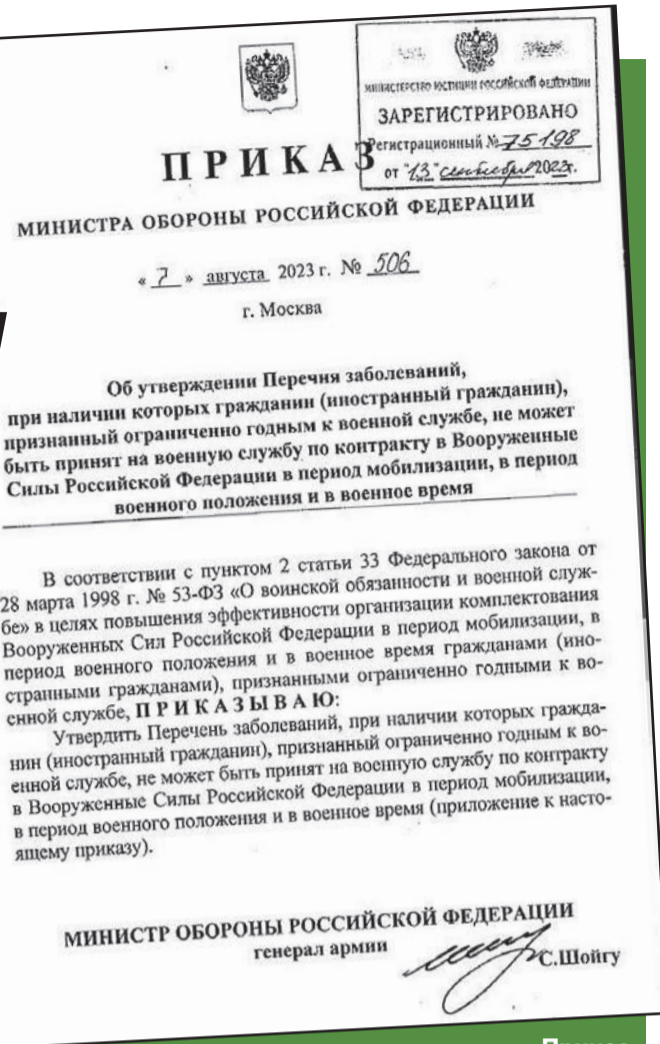 МИНИСТЕРСТВО ЮСТИЦИИ РОССИЙСКОЙ ФЕДЕРАЦИИ
ЗАРЕГИСТРИРОВАНО
Регистрационный № 75198
от "13" сентября 2023г.
ПРИКАЗ
МИНИСТРА ОБОРОНЫ РОССИЙСКОЙ ФЕДЕРАЦИИ
« 7 » августа 2023 г. № 506
г. Москва
Об утверждении Перечня заболеваний,
при наличии которых гражданин (иностранный гражданин),
признанный ограниченно годным к военной службе, не может
быть принят на военную службу по контракту в Вооруженные
Силы Российской Федерации в период мобилизации, в период
военного положения и в военное время
В соответствии с пунктом 2 статьи 33 Федерального закона от
28 марта 1998 г. № 53-ФЗ «О воинской обязанности и военной служ-
бе» в целях повышения эффективности организации комплектования
Вооруженных Сил Российской Федерации в период мобилизации, в
период военного положения и в военное время гражданами (ино-
странными гражданами), признанными ограниченно годными к во-
енной службе, П Р И К А З Ы В А Ю:
Утвердить Перечень заболеваний, при наличии которых гражда-
нин (иностранный гражданин), признанный ограниченно годным к во-
енной службе, не может быть принят на военную службу по контракту
в Вооруженные Силы Российской Федерации в период мобилизации,
в период военного положения и в военное время (приложение к насто-
ящему приказу).
МИНИСТР ОБОРОНЫ РОССИЙСКОЙ ФЕДЕРАЦИИ
генерал армии
С.Шойгу